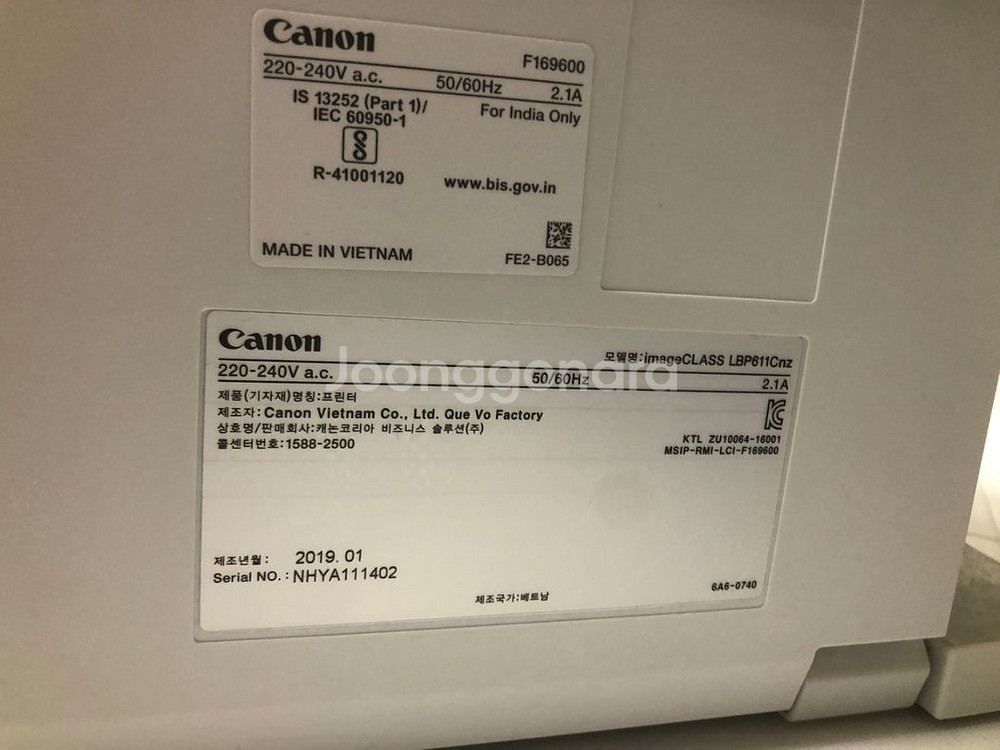 Canon
F169600
220-240V a.c. 50/60Hz 2.1A
IS 13252 (Part 1)/
IEC 60950-1
For India Only
R-41001120
www.bis.gov.in
MADE IN VIETNAM
FE2-B065
Canon
모델명:imageCLASS LBP611Cnz
220-240V a.c. 50/60Hz 2.1A
Joonggonara
제품(기자재)명칭:프린터
제조자:Canon Vietnam Co., Ltd. Que Vo Factory
상호명/판매회사:캐논코리아 비즈니스 솔루션(주)
콜센터번호:1588-2500
KTL ZU10064-16001
MSIP-RMI-LCI-F169600
제조년월: 2019. 01
Serial NO.: NHYA111402
제조국가:베트남
6A6-0740